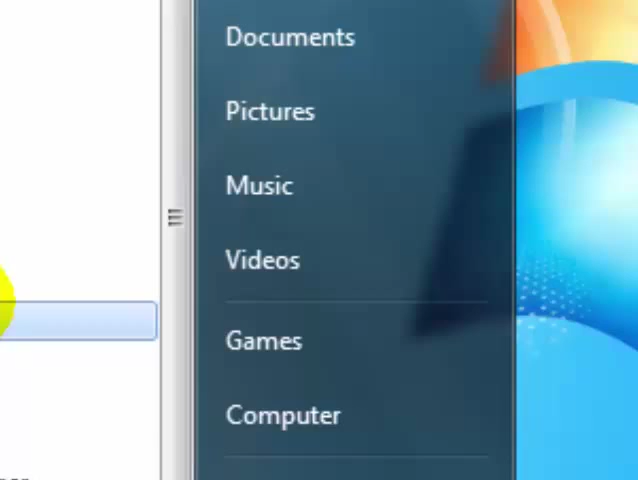 Documents
Pictures
Music
Videos
Games
Computer